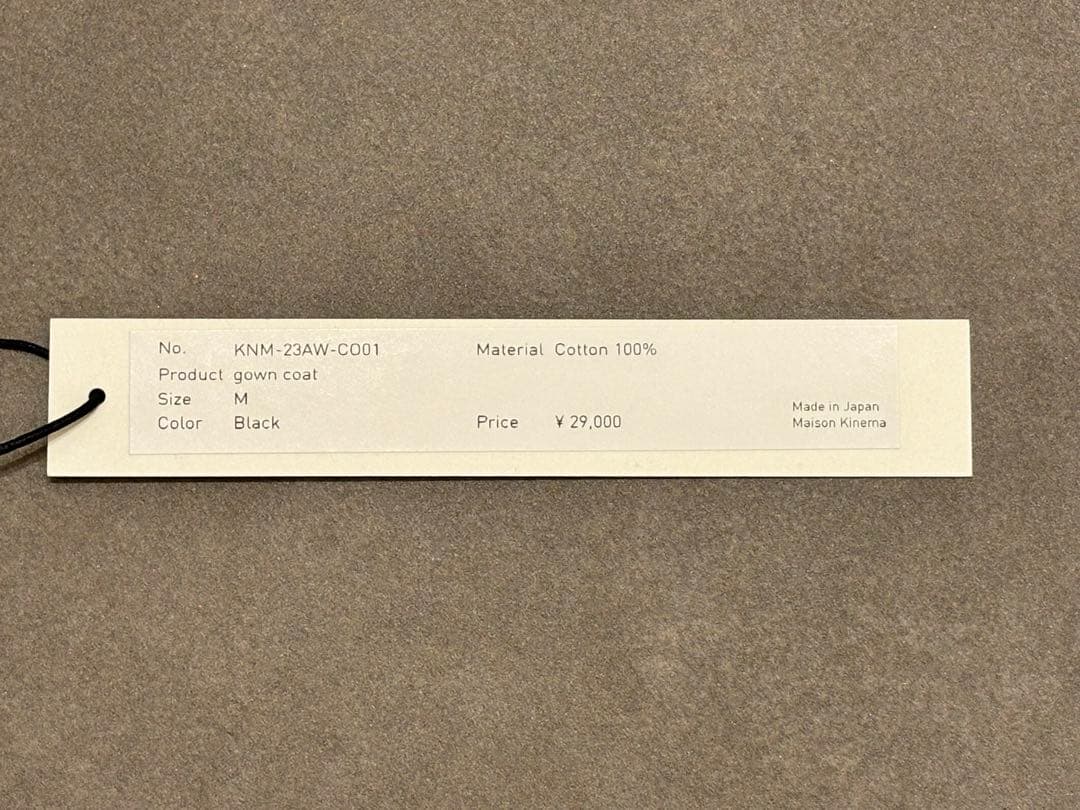 No. KNM-23AW-CO01
Product gown coat
Size M
Color Black
Material Cotton 100%
Price ¥ 29,000
Made in Japan
Maison Kinema